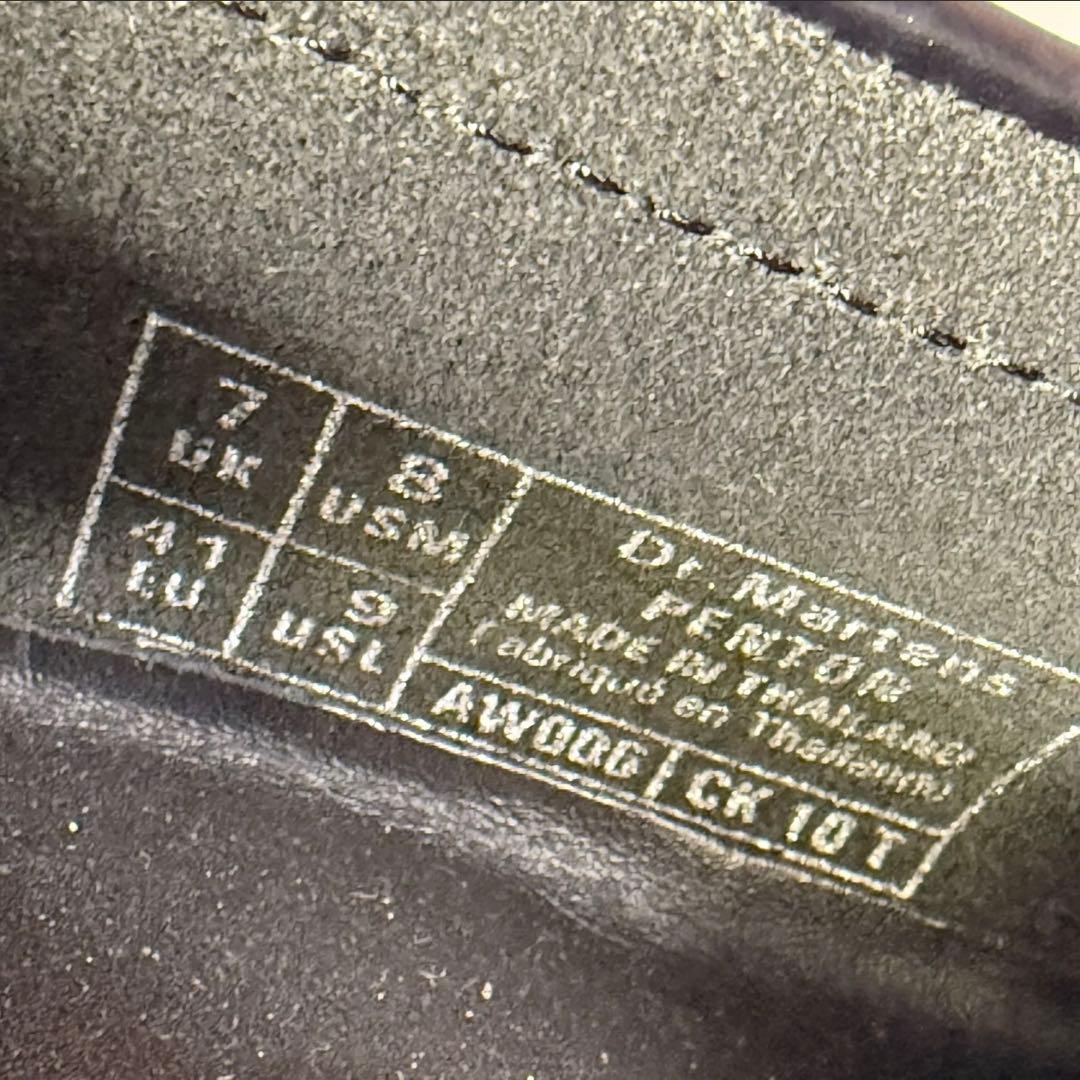 7
UK
8
USM
41
EU
9
USL
Dr. Martens
PENTON
MADE IN THAILAND
Fabriqué en Thaïlande
AW006
CK 10 T